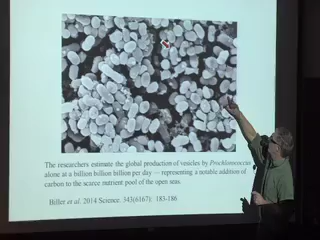 The researchers estimate the global production of vesicles by Prochlorococcus
alone at a billion billion billion per day — representing a notable addition of
carbon to the scarce nutrient pool of the open seas.
Biller et al. 2014 Science. 343(6167): 183-186